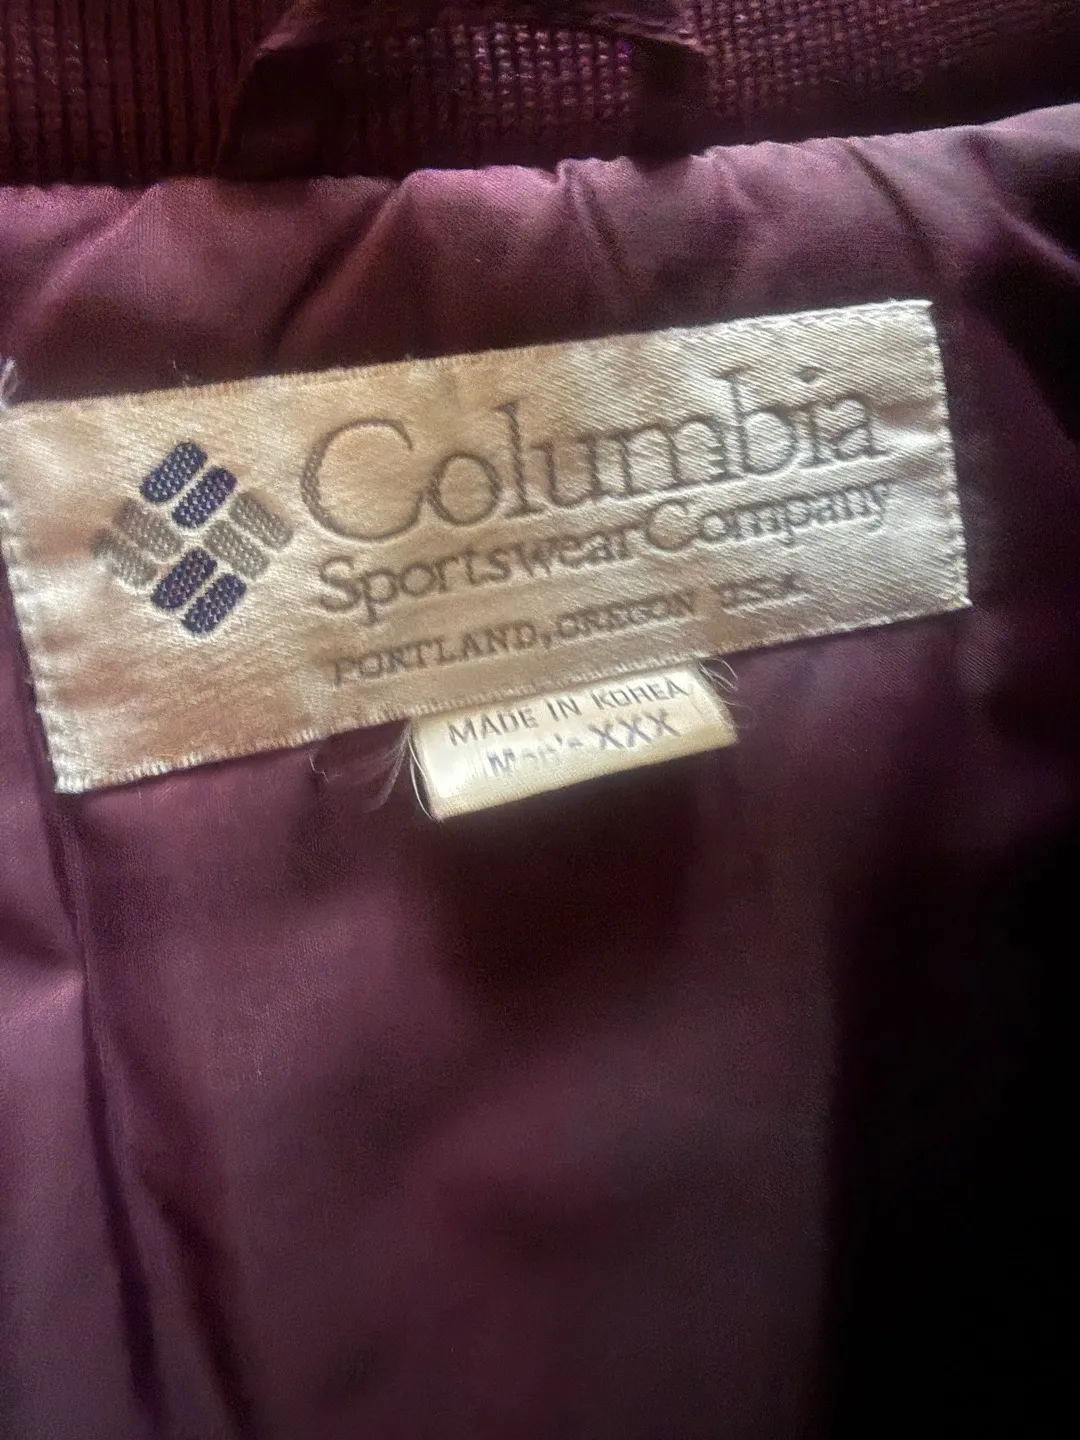 Columbia
Sportswear Company
PORTLAND, OREGON USA
MADE IN KOREA
Men's XXX